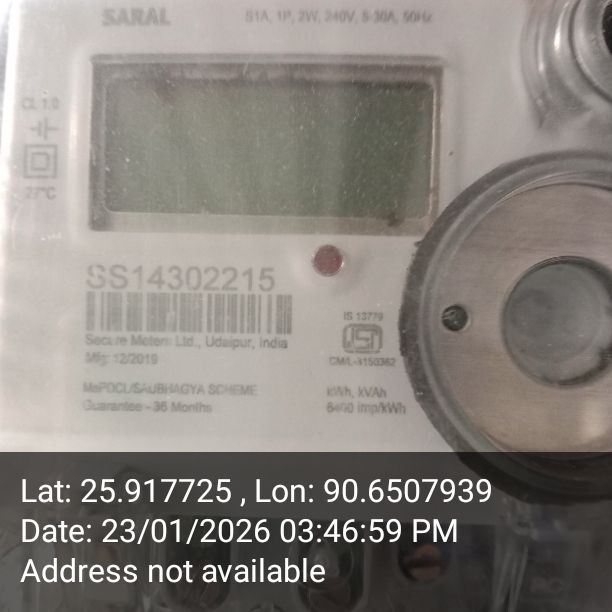 SARAL
S1A, 1P, 2W, 240V, 5-30A, 50Hz
CL 1.0
27°C
SS14302215
Secure Meters Ltd., Udaipur, India
Mfg: 12/2019
IS 13779
MePDCL/SAUBHAGYA SCHEME
Guarantee - 36 Months
kWh, kVAh
6400 imp/kWh
Lat: 25.917725 , Lon: 90.6507939
Date: 23/01/2026 03:46:59 PM
Address not available